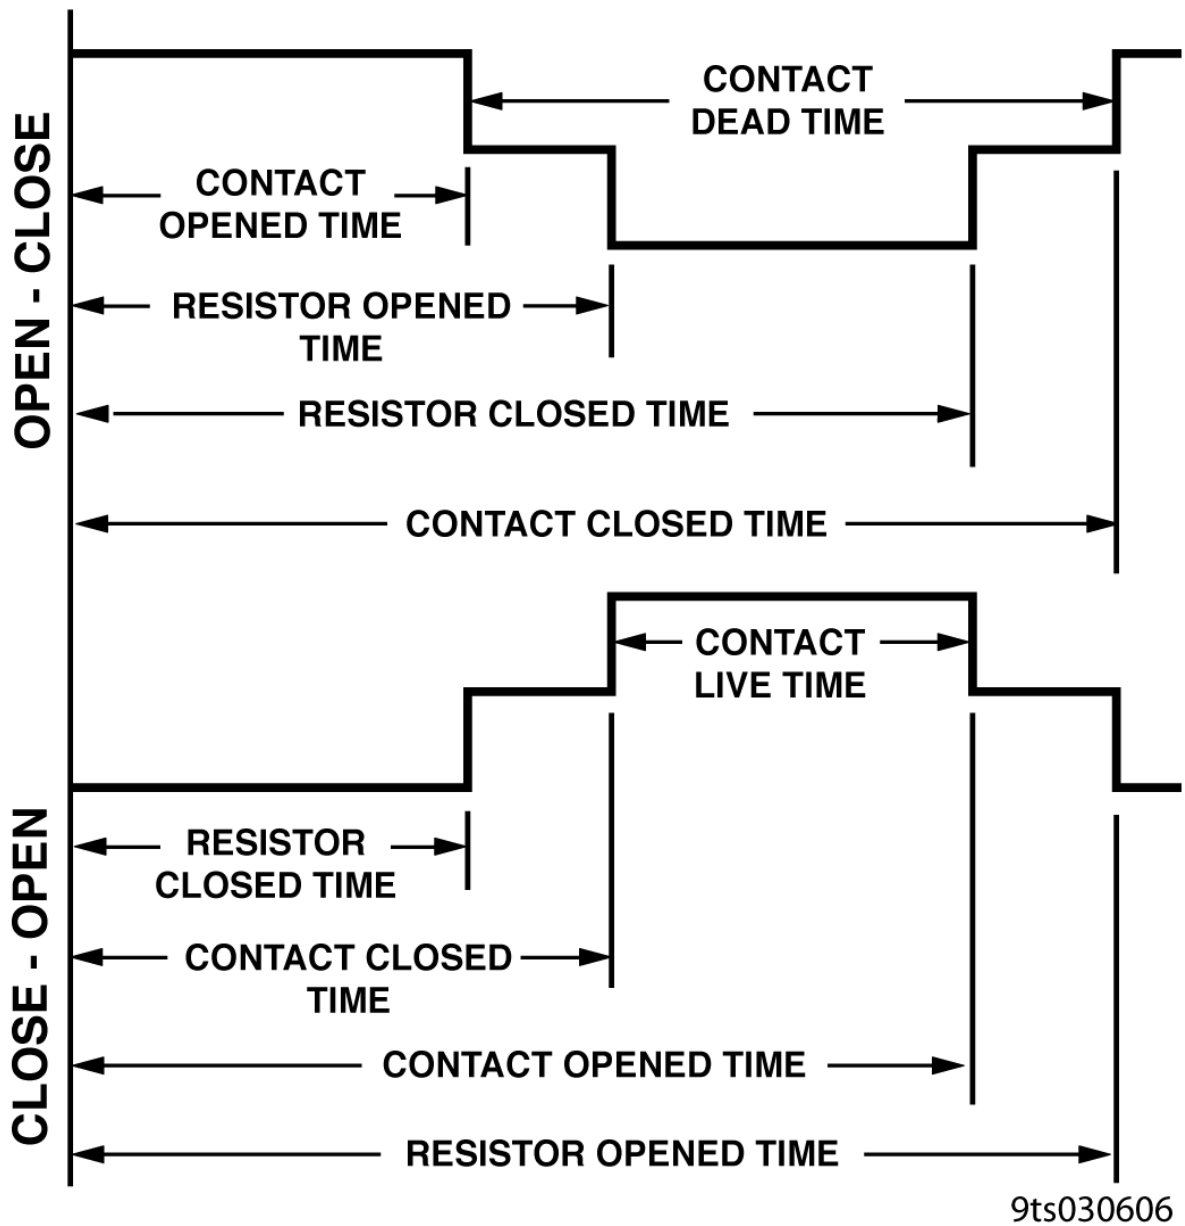 OPEN - CLOSE
CONTACT
DEAD TIME
CONTACT
OPENED TIME
RESISTOR OPENED
TIME
RESISTOR CLOSED TIME
CONTACT CLOSED TIME
CLOSE - OPEN
CONTACT
LIVE TIME
RESISTOR
CLOSED TIME
CONTACT CLOSED
TIME
CONTACT OPENED TIME
RESISTOR OPENED TIME
9ts030606